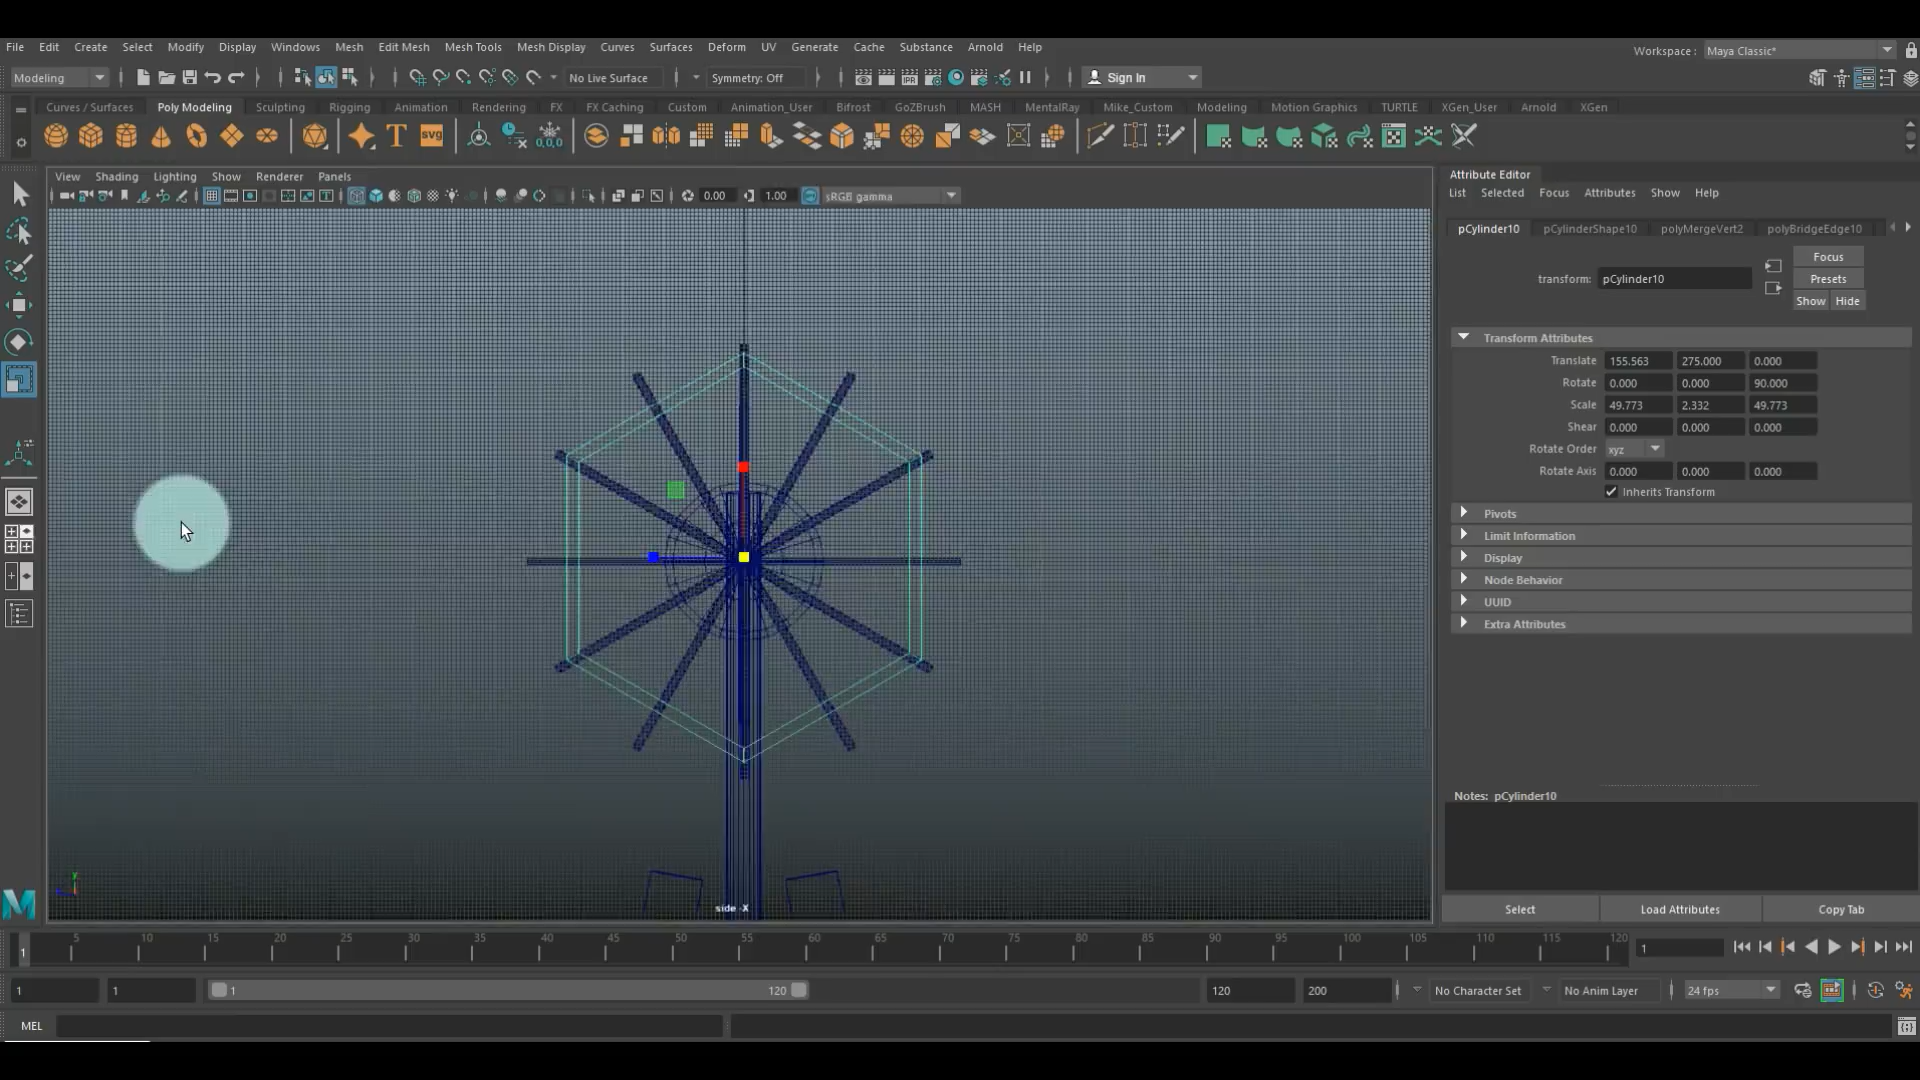 File Edit Create Select Modify Display Windows Mesh Edit Mesh Mesh Tools Mesh Display Curves Surfaces Deform UV Generate Cache Substance Arnold Help
Workspace : Maya Classic*
Modeling No Live Surface Symmetry: Off Sign In
Curves / Surfaces Poly Modeling Sculpting Rigging Animation Rendering FX FX Caching Custom Animation_User Bifrost GoZBrush MASH MentalRay Mike_Custom Modeling Motion Graphics TURTLE XGen_User Arnold XGen
T svg IPR 0,0,0
View Shading Lighting Show Renderer Panels
0.00 1.00 sRGB gamma
Attribute Editor
List Selected Focus Attributes Show Help
pCylinder10 pCylinderShape10 polyMergeVert2 polyBridgeEdge10
Focus
transform: pCylinder10 Presets
Show Hide
Transform Attributes
Translate 155.563 275.000 0.000
Rotate 0.000 0.000 90.000
Scale 49.773 2.332 49.773
Shear 0.000 0.000 0.000
Rotate Order xyz
Rotate Axis 0.000 0.000 0.000
Inherits Transform
Pivots
Limit Information
Display
Node Behavior
UUID
Extra Attributes
Notes: pCylinder10
y
side -X
Select Load Attributes Copy Tab
1 5 10 15 20 25 30 35 40 45 50 55 60 65 70 75 80 85 90 95 100 105 110 115 120 1
1 1 1 120 120 200 No Character Set No Anim Layer 24 fps
MEL